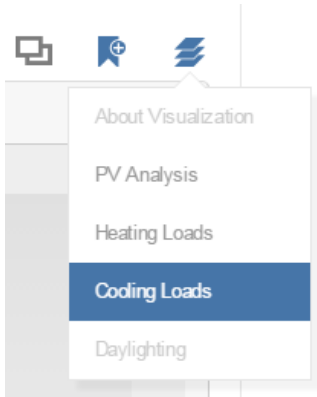 About Visualization
PV Analysis
Heating Loads
Cooling Loads
Daylighting